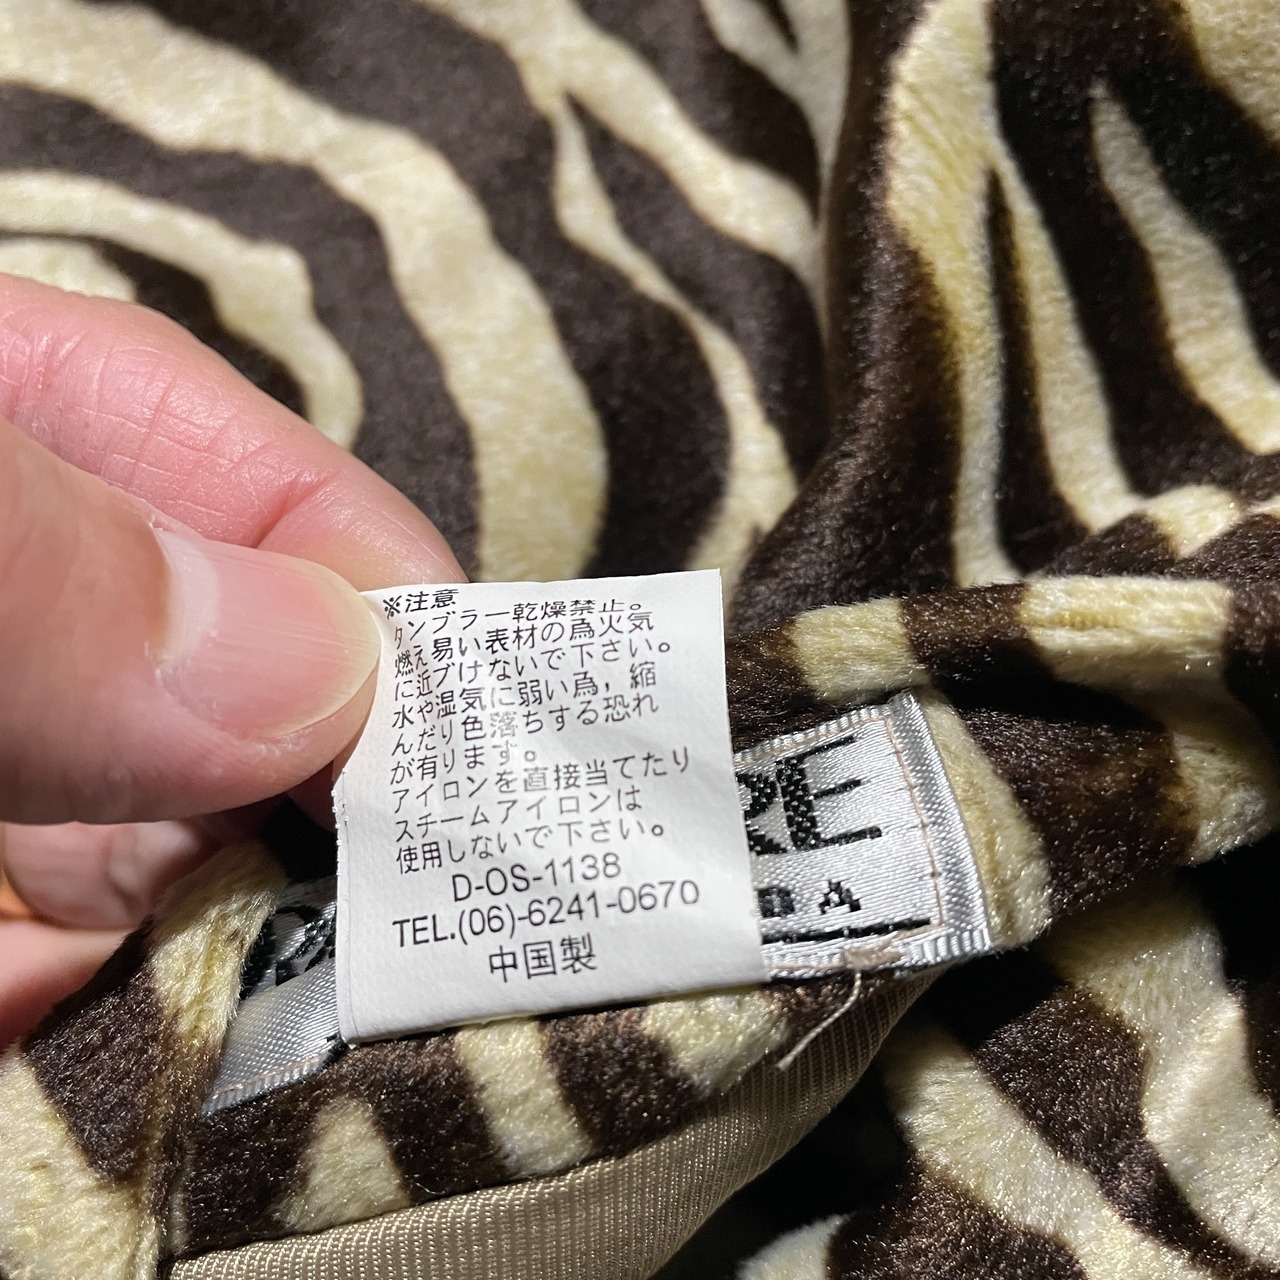 ※注意
タンブラー乾燥禁止。
燃え易い表材の為火気
に近ブけないで下さい。
水や湿気に弱い為，縮
んだり色落ちする恐れ
が有ります。
アイロンを直接当てたり
スチームアイロンは
使用しないで下さい。
D-OS-1138
TEL.(06)-6241-0670
中国製